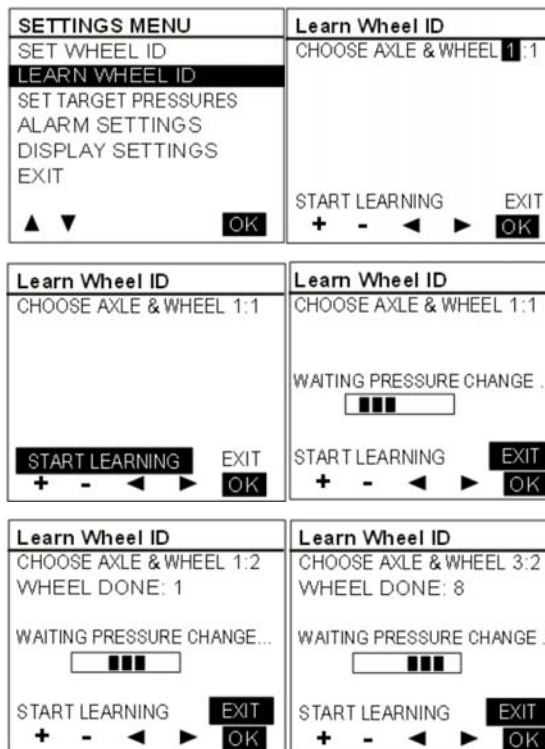 SETTINGS MENU
SET WHEEL ID
LEARN WHEEL ID
SET TARGET PRESSURES
ALARM SETTINGS
DISPLAY SETTINGS
EXIT
▲ ▼ OK
Learn Wheel ID
CHOOSE AXLE & WHEEL 1:1
START LEARNING EXIT
+ - ◄ ► OK
Learn Wheel ID
CHOOSE AXLE & WHEEL 1:1
START LEARNING EXIT
+ - ◄ ► OK
Learn Wheel ID
CHOOSE AXLE & WHEEL 1:1
WAITING PRESSURE CHANGE .
START LEARNING EXIT
+ - ◄ ► OK
Learn Wheel ID
CHOOSE AXLE & WHEEL 1:2
WHEEL DONE: 1
WAITING PRESSURE CHANGE...
START LEARNING EXIT
+ - ◄ ► OK
Learn Wheel ID
CHOOSE AXLE & WHEEL 3:2
WHEEL DONE: 8
WAITING PRESSURE CHANGE .
START LEARNING EXIT
+ - ◄ ► OK